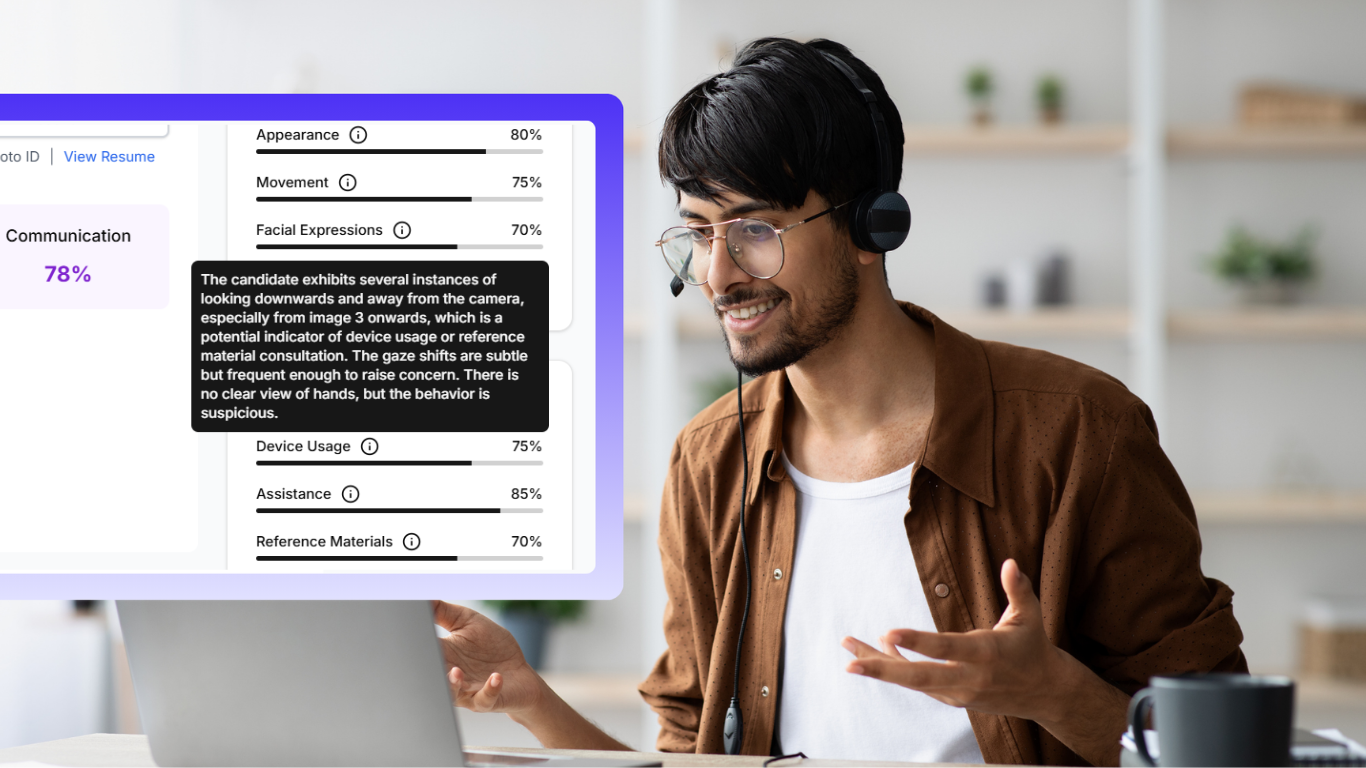 oto ID | View Resume
Communication
78%
Appearance 80%
Movement 75%
Facial Expressions 70%
The candidate exhibits several instances of
looking downwards and away from the camera,
especially from image 3 onwards, which is a
potential indicator of device usage or reference
material consultation. The gaze shifts are subtle
but frequent enough to raise concern. There is
no clear view of hands, but the behavior is
suspicious.
Device Usage 75%
Assistance 85%
Reference Materials 70%